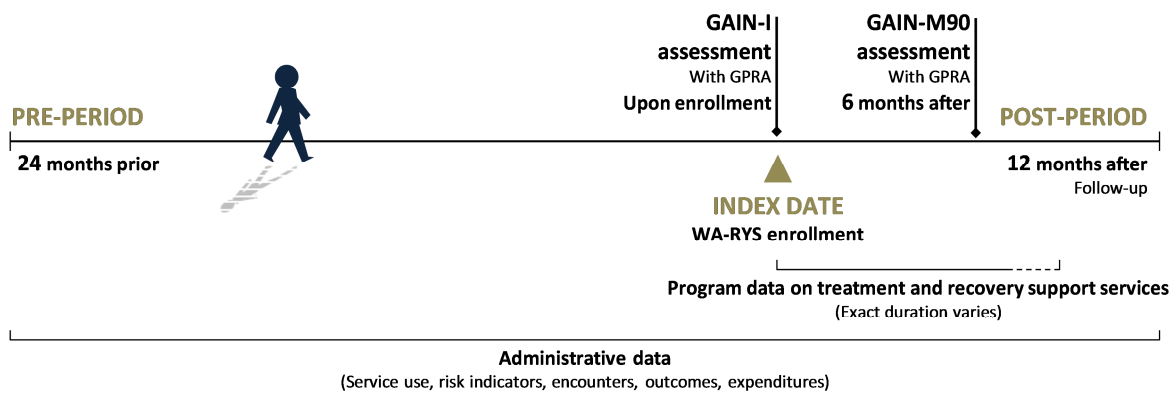 GAIN-I
assessment
With GPRA
Upon enrollment
GAIN-M90
assessment
With GPRA
6 months after
PRE-PERIOD
POST-PERIOD
24 months prior
12 months after
Follow-up
INDEX DATE
WA-RYS enrollment
Program data on treatment and recovery support services
(Exact duration varies)
Administrative data
(Service use, risk indicators, encounters, outcomes, expenditures)